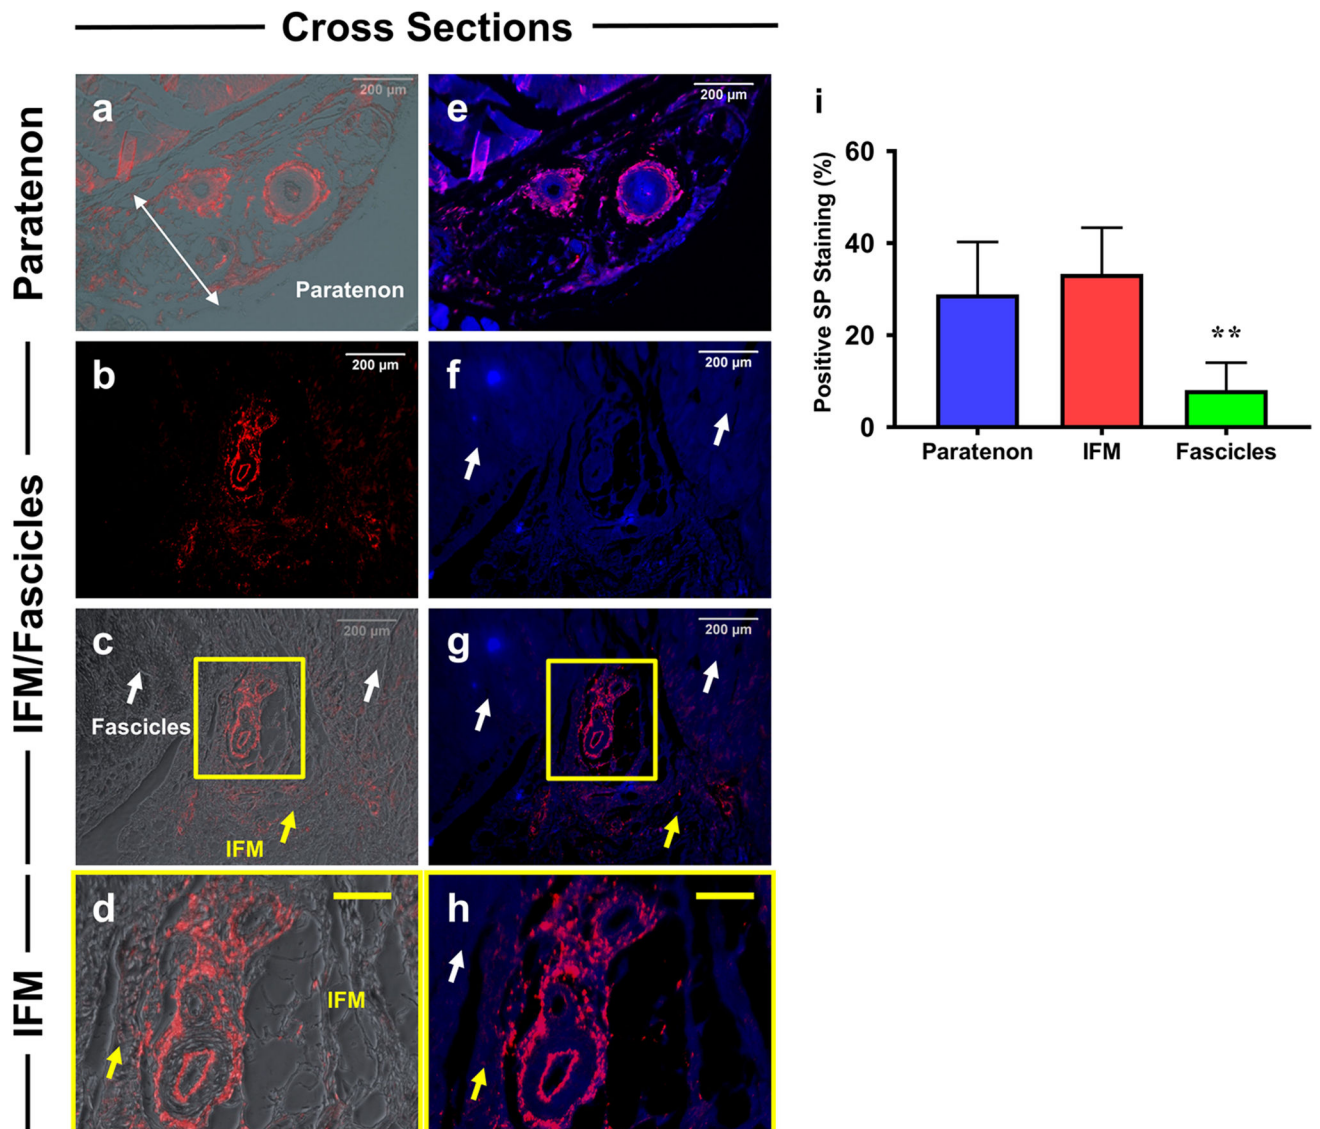 Cross Sections
Paratenon
IFM/Fascicles
IFM
a
200 µm
Paratenon
e
200 µm
b
200 µm
f
200 µm
c
200 µm
Fascicles
IFM
g
200 µm
d
IFM
h
i
Positive SP Staining (%)
60
40
20
0
**
Paratenon
IFM
Fascicles